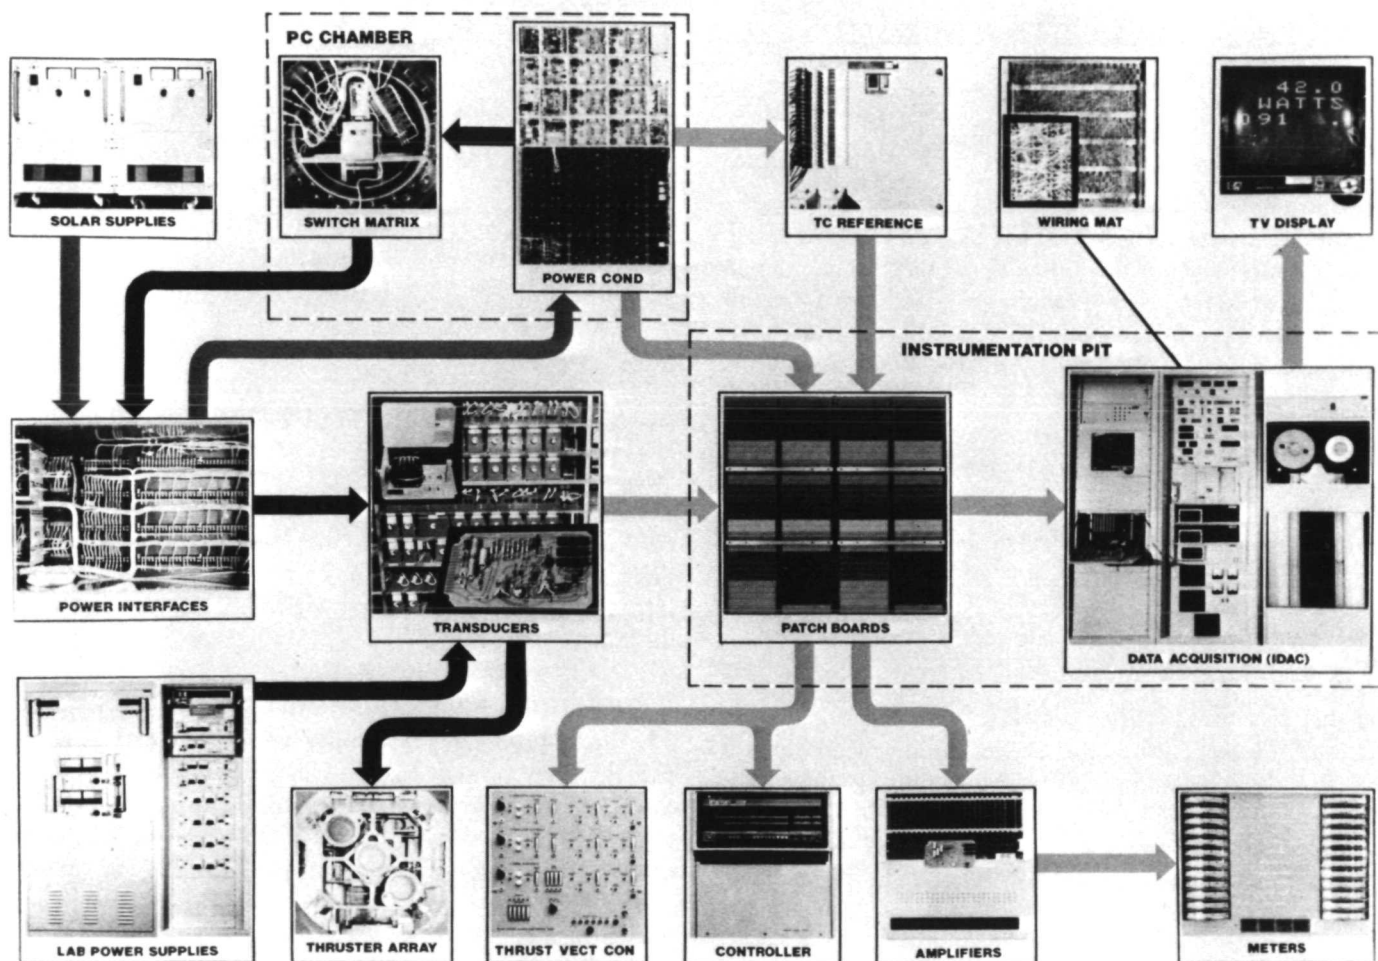 PC CHAMBER
SOLAR SUPPLIES
SWITCH MATRIX
POWER COND
TC REFERENCE
WIRING MAT
42.0
WATTS
TV DISPLAY
INSTRUMENTATION PIT
POWER INTERFACES
TRANSDUCERS
PATCH BOARDS
DATA ACQUISITION (IDAC)
LAB POWER SUPPLIES
THRUSTER ARRAY
THRUST VECT CON
CONTROLLER
AMPLIFIERS
METERS